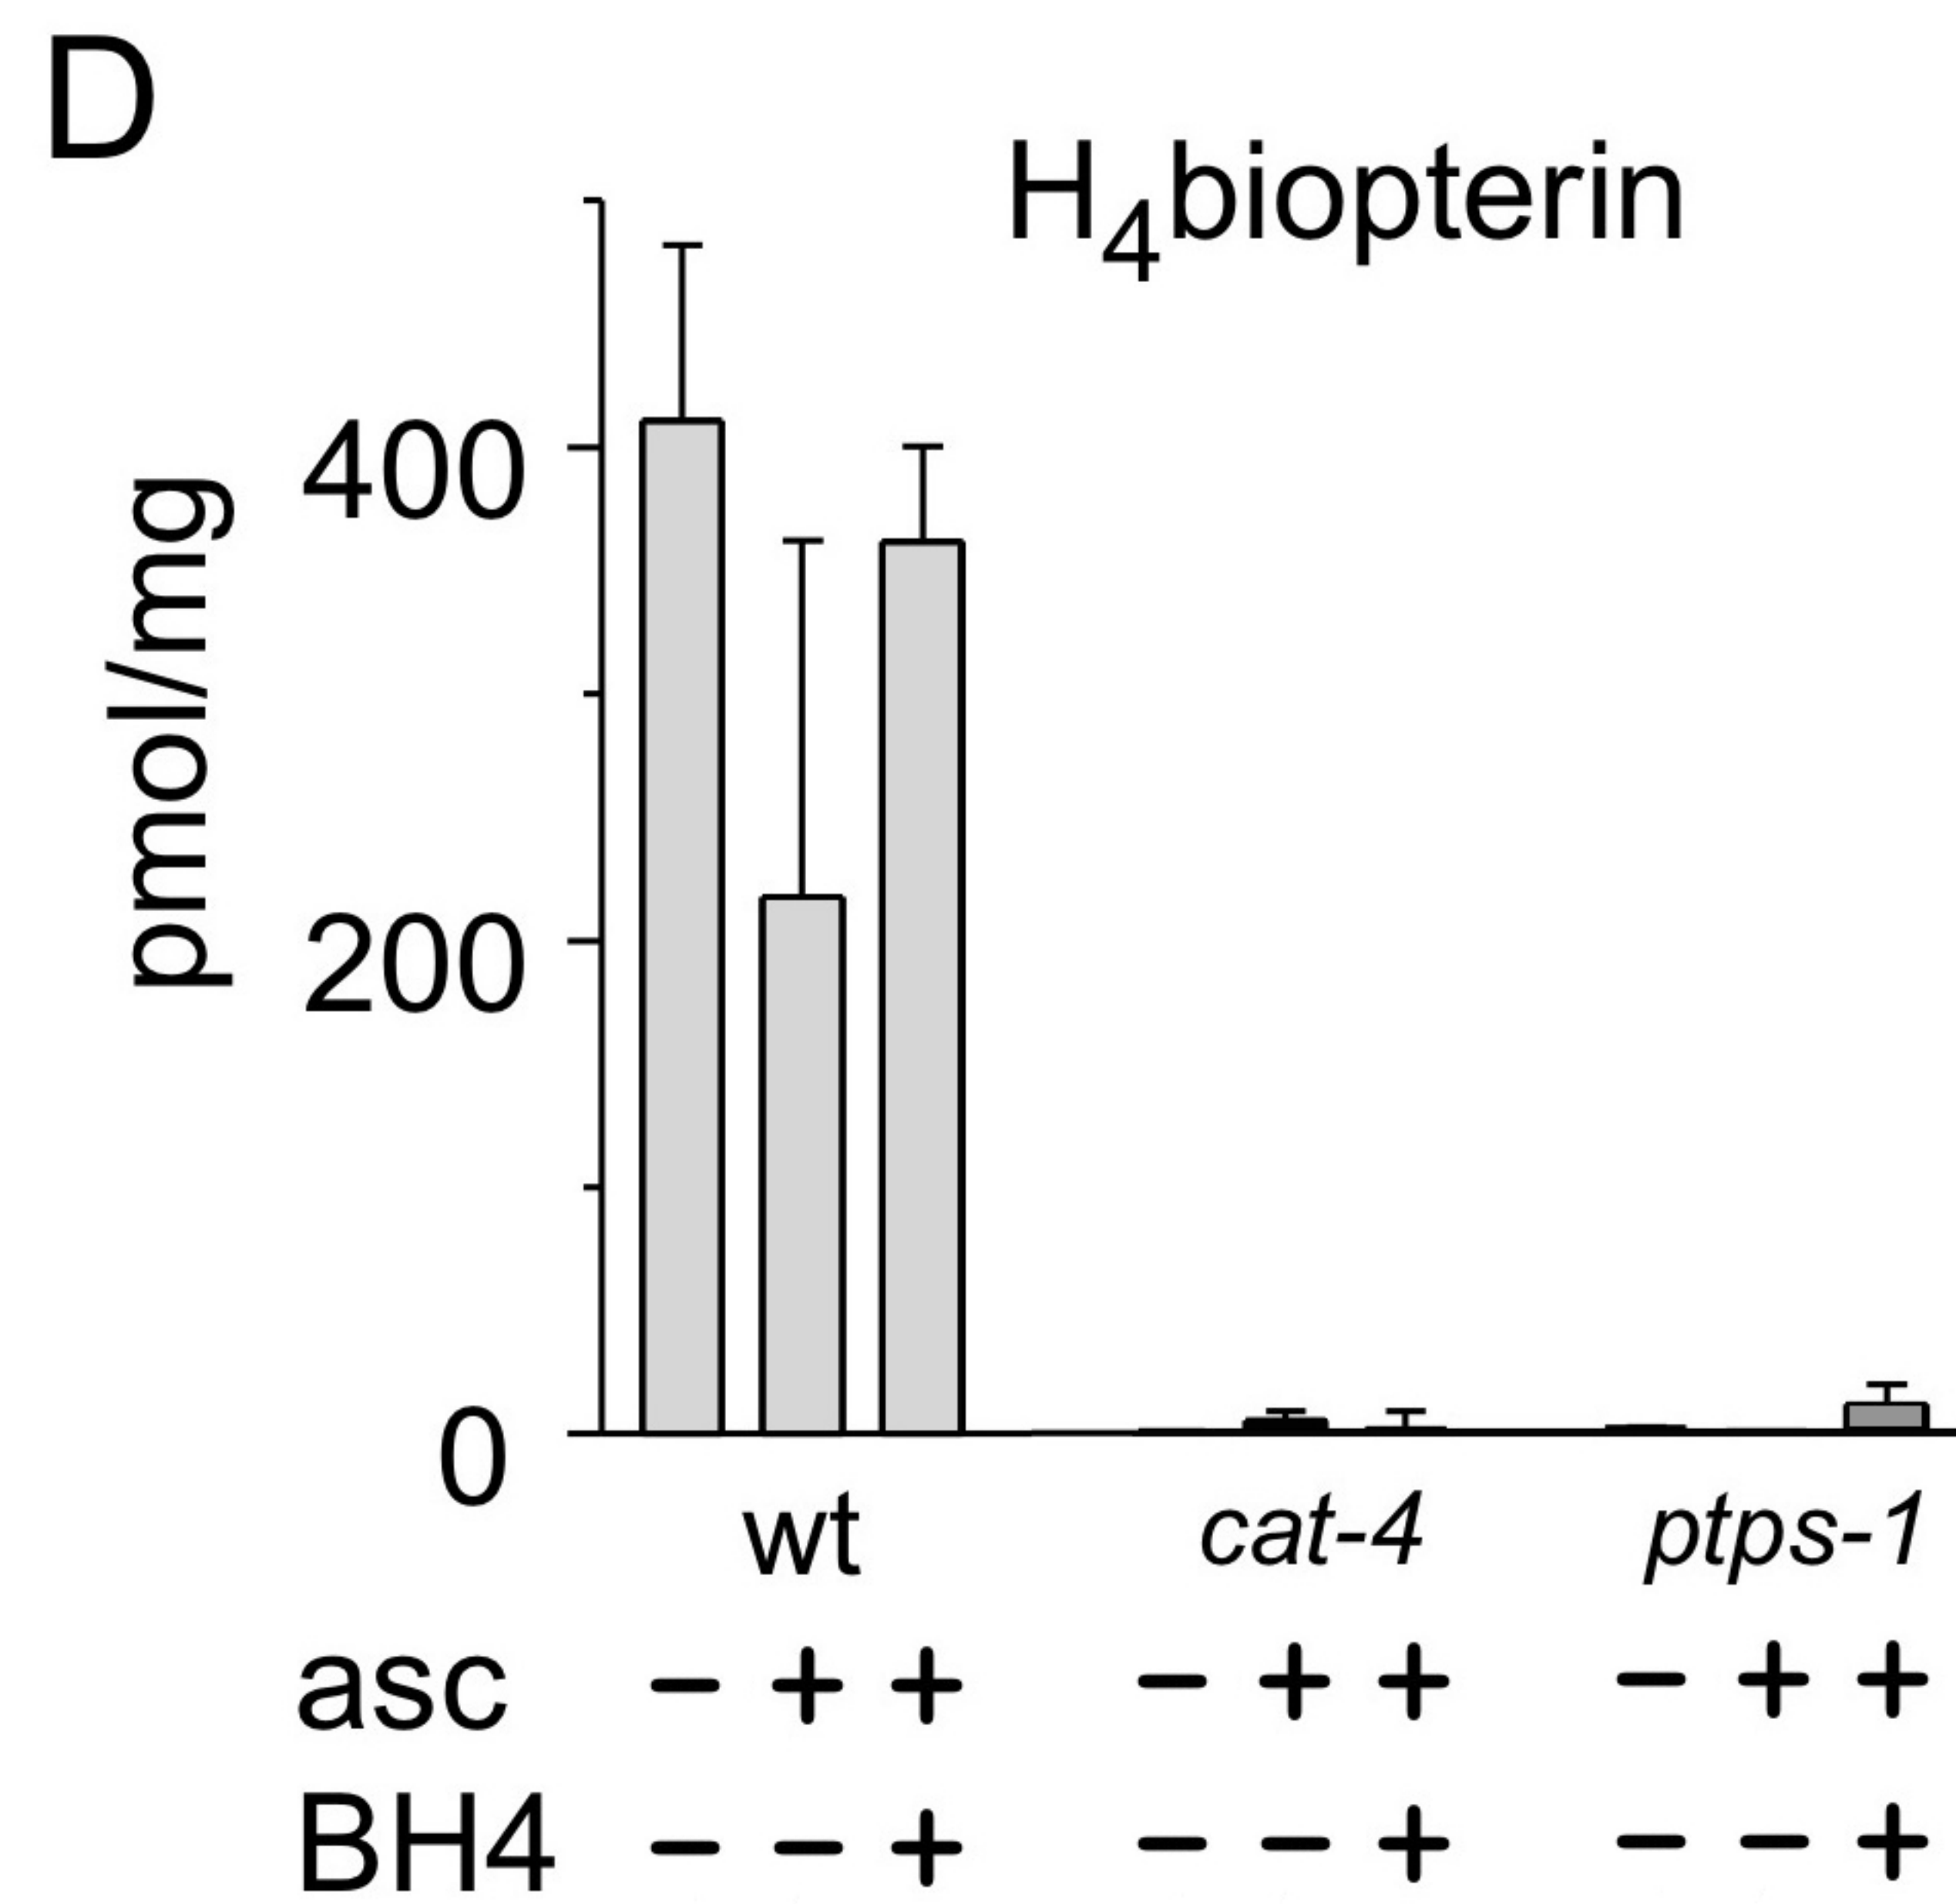 D
H₄biopterin
pmol/mg
400
200
0
wt cat-4 ptps-1
asc − + + − + + − + +
BH4 − − + − − + − − +